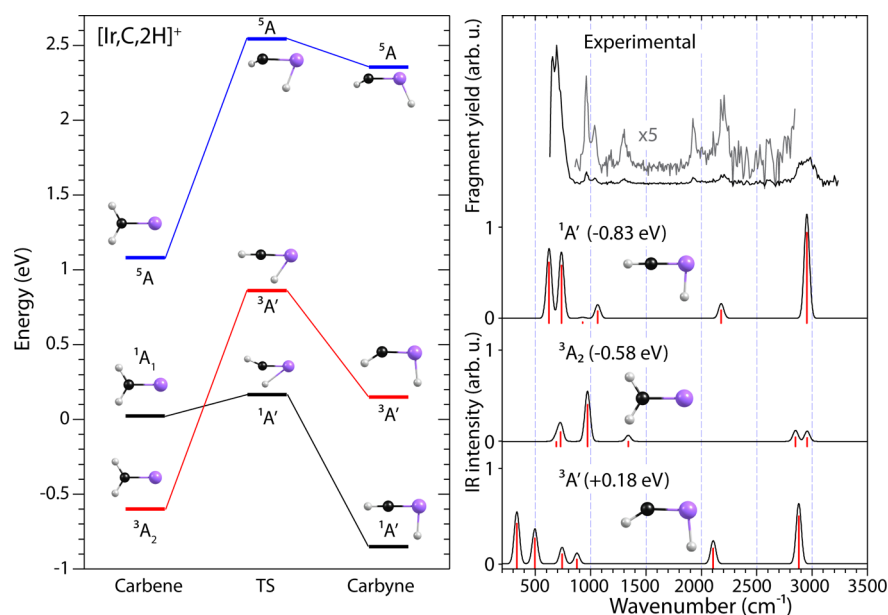 [Ir,C,2H]⁺
⁵A
⁵A
⁵A
³A′
³A′
¹A₁
¹A′
³A₂
¹A′
Energy (eV)
2.5
2
1.5
1
0.5
0
-0.5
-1
Carbene
TS
Carbyne
Experimental
x5
Fragment yield (arb. u.)
1
¹A′ (-0.83 eV)
0
1
³A₂ (-0.58 eV)
0
1
³A′ (+0.18 eV)
0
IR intensity (arb. u.)
500 1000 1500 2000 2500 3000 3500
Wavenumber (cm⁻¹)